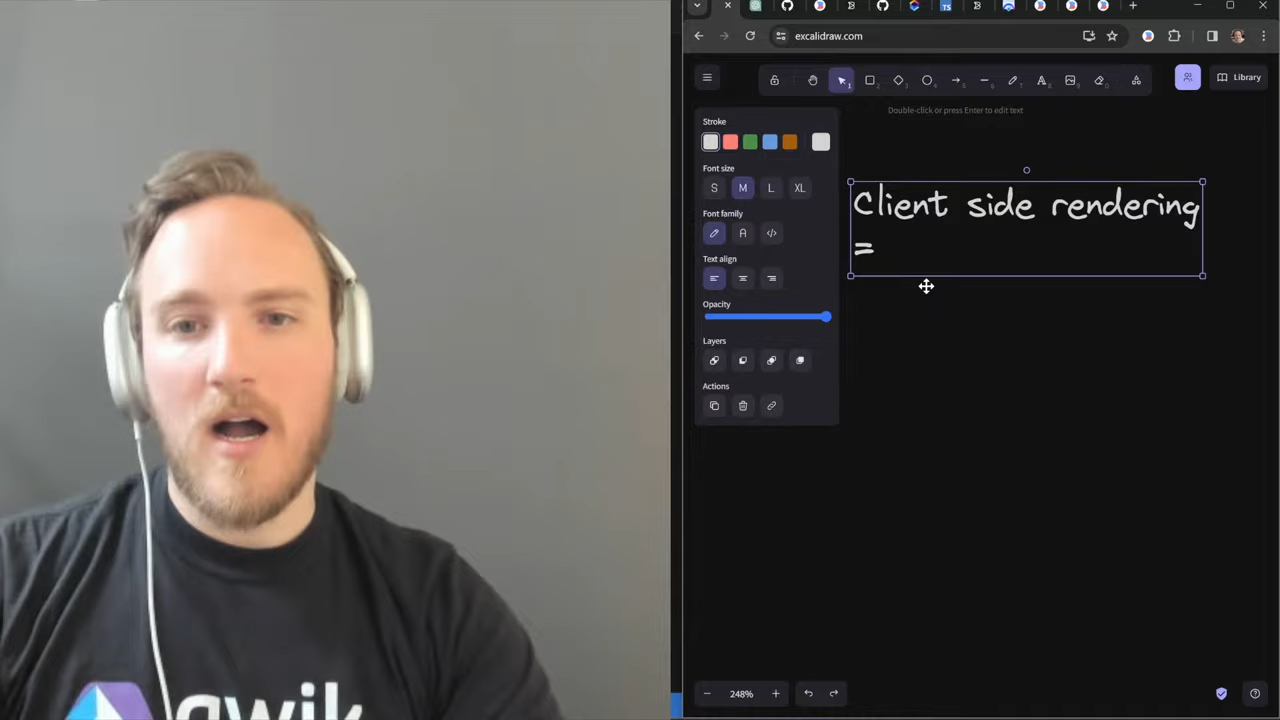 excalidraw.com
Library
Double-click or press Enter to edit text
Stroke
Font size
S M L XL
Font family
A
Text align
Opacity
Layers
Actions
Client side rendering
=
248%
qwik